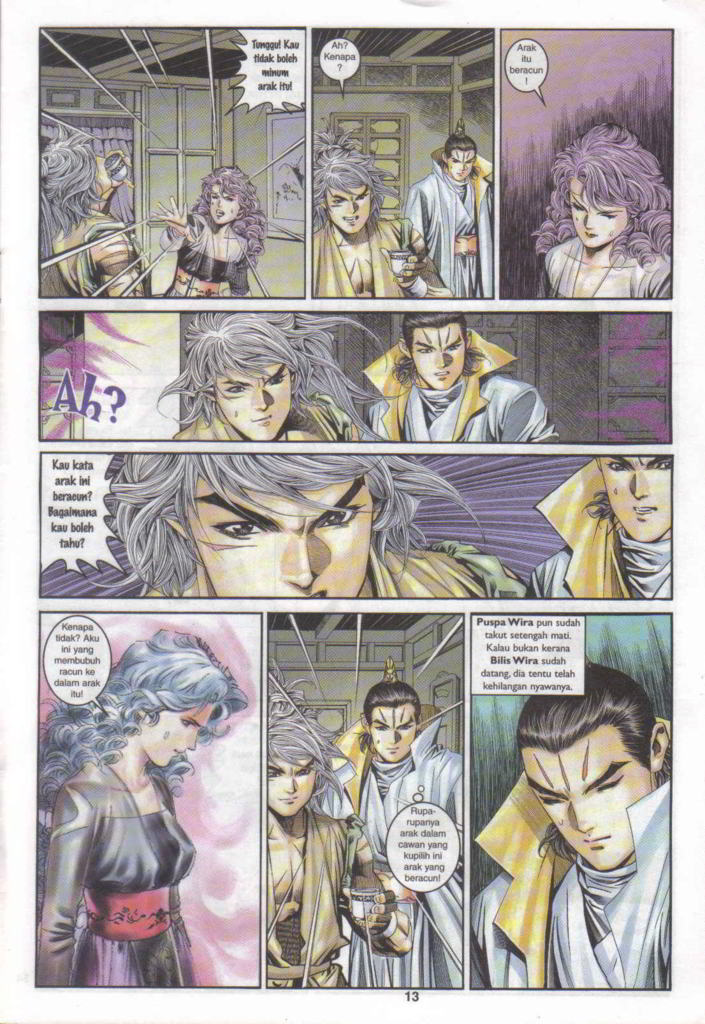 Tunggu! Kau
tidak boleh
minum
arak itu!
Ah?
Kenapa
?
Arak
itu
beracun
!
Ah?
Kau kata
arak ini
beracun?
Bagaimana
kau boleh
tahu?
Kenapa
tidak? Aku
ini yang
membubuh
racun ke
dalam arak
itu!
Rupa-
rupanya
arak dalam
cawan yang
kupilih ini
arak yang
beracun!
Puspa Wira pun sudah
takut setengah mati.
Kalau bukan kerana
Bilis Wira sudah
datang, dia tentu telah
kehilangan nyawanya.
13